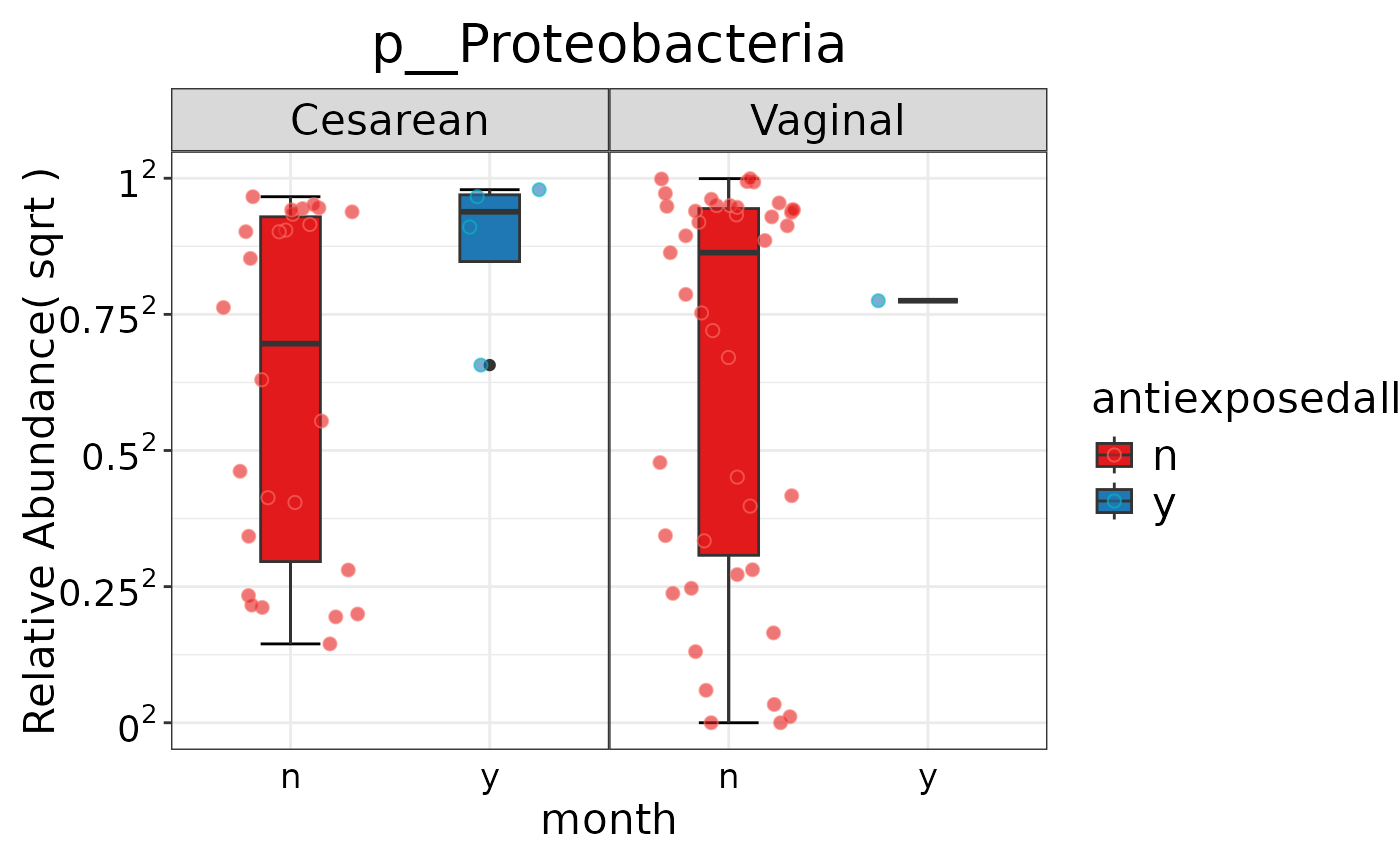 p__Proteobacteria
Cesarean
Vaginal
Relative Abundance( sqrt )
1²
0.75²
0.5²
0.25²
0²
n
y
n
y
month
antiexposedall
n
y